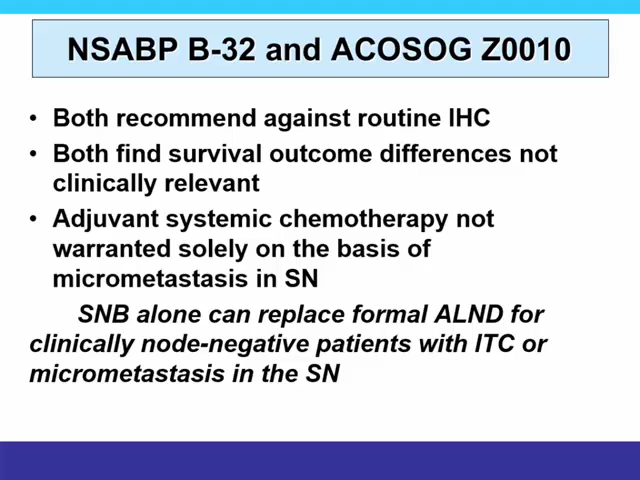 NSABP B-32 and ACOSOG Z0010
• Both recommend against routine IHC
• Both find survival outcome differences not
clinically relevant
• Adjuvant systemic chemotherapy not
warranted solely on the basis of
micrometastasis in SN
SNB alone can replace formal ALND for
clinically node-negative patients with ITC or
micrometastasis in the SN